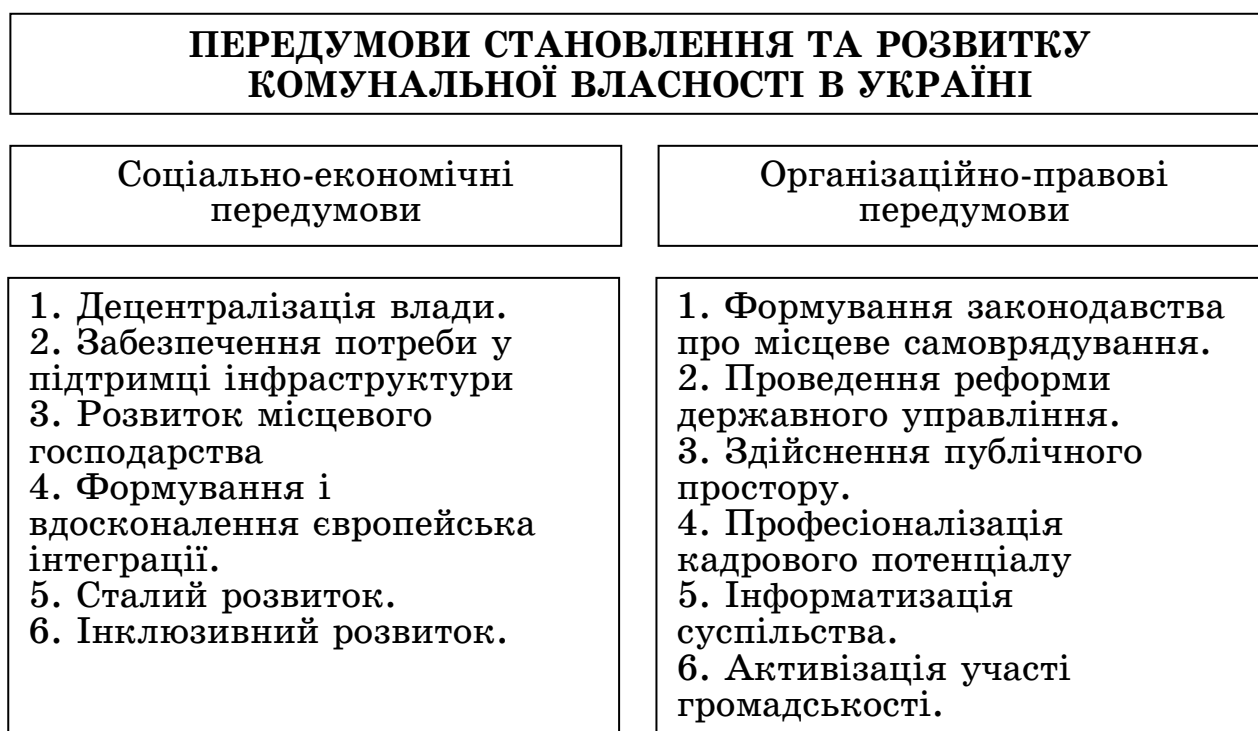 ПЕРЕДУМОВИ СТАНОВЛЕННЯ ТА РОЗВИТКУ
КОМУНАЛЬНОЇ ВЛАСНОСТІ В УКРАЇНІ
Соціально-економічні
передумови
1. Децентралізація влади.
2. Забезпечення потреби у
підтримці інфраструктури
3. Розвиток місцевого
господарства
4. Формування і
вдосконалення європейська
інтеграції.
5. Сталий розвиток.
6. Інклюзивний розвиток.
Організаційно-правові
передумови
1. Формування законодавства
про місцеве самоврядування.
2. Проведення реформи
державного управління.
3. Здійснення публічного
простору.
4. Професіоналізація
кадрового потенціалу
5. Інформатизація
суспільства.
6. Активізація участі
громадськості.